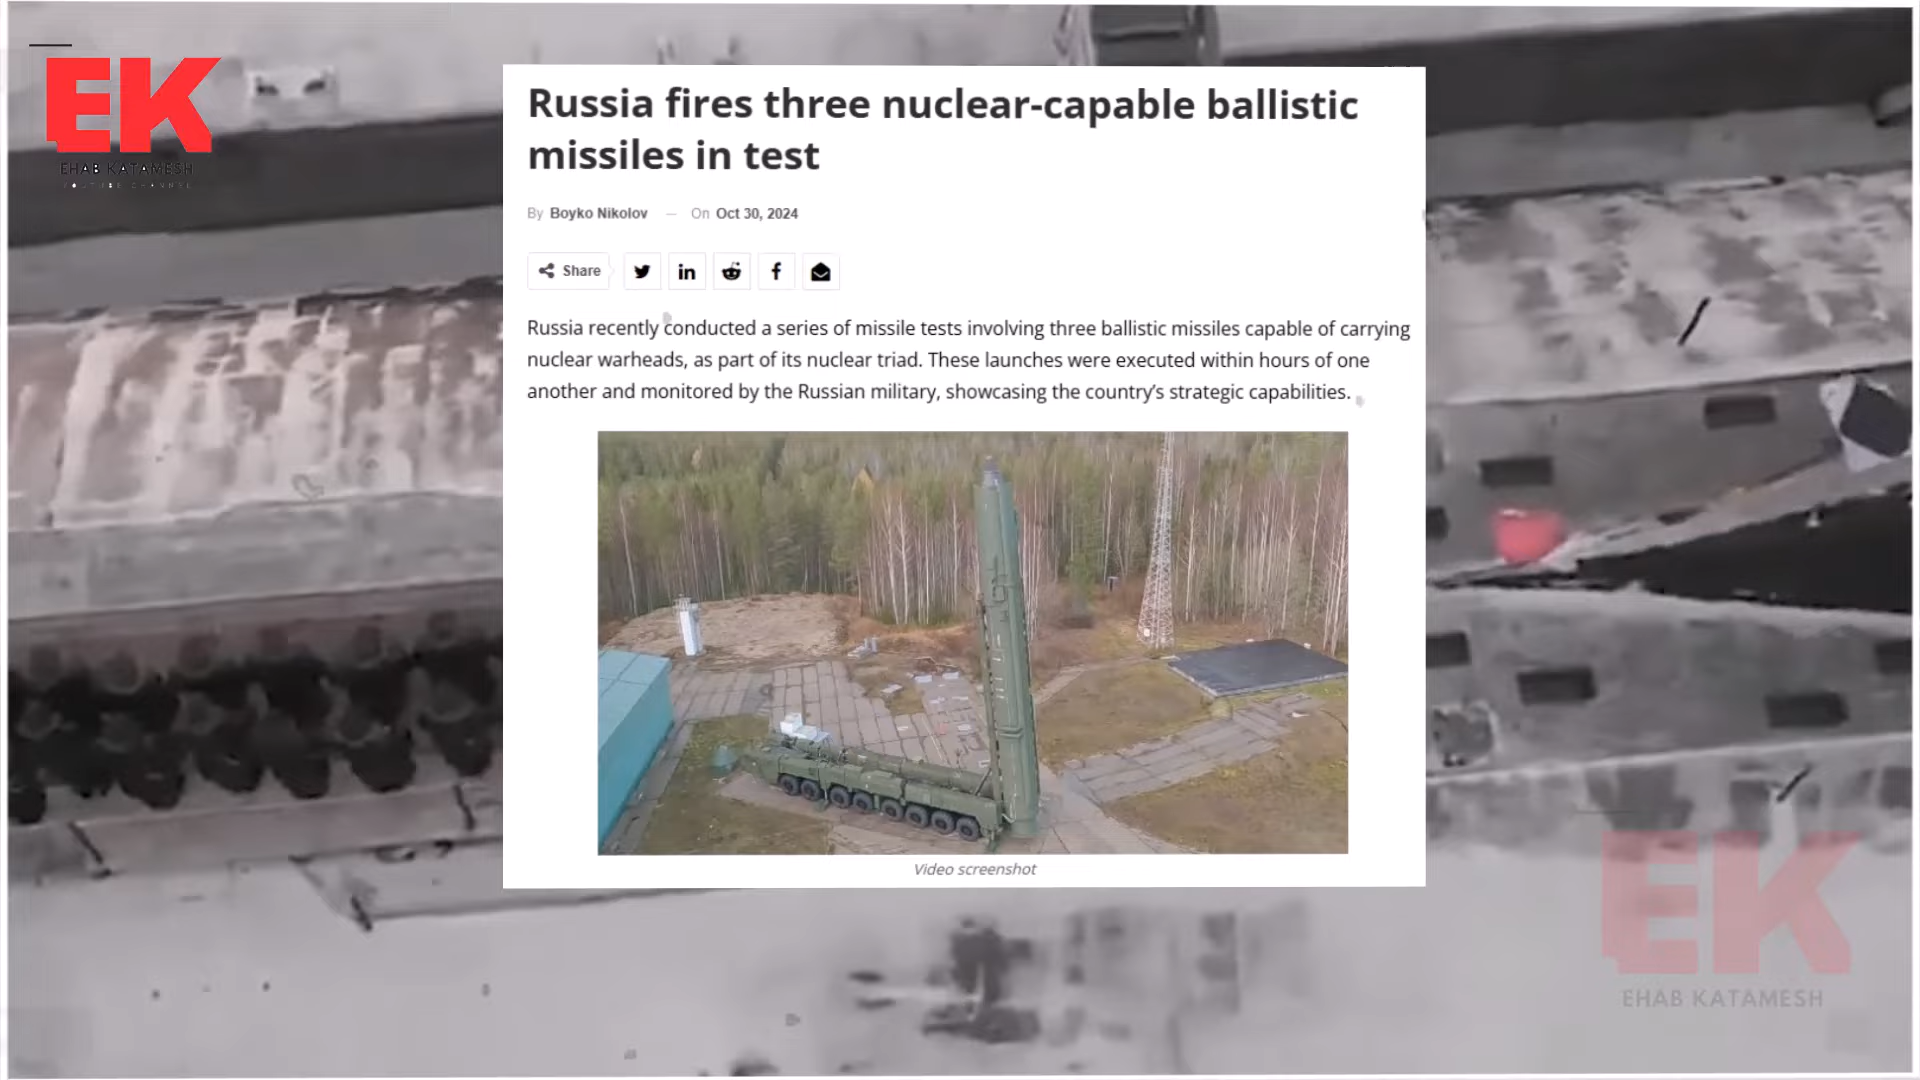 EK
EHAB KATAMESH
YOUTUBE CHANNEL
Russia fires three nuclear-capable ballistic
missiles in test
By Boyko Nikolov — On Oct 30, 2024
Share
Russia recently conducted a series of missile tests involving three ballistic missiles capable of carrying
nuclear warheads, as part of its nuclear triad. These launches were executed within hours of one
another and monitored by the Russian military, showcasing the country’s strategic capabilities.
Video screenshot
EK
EHAB KATAMESH